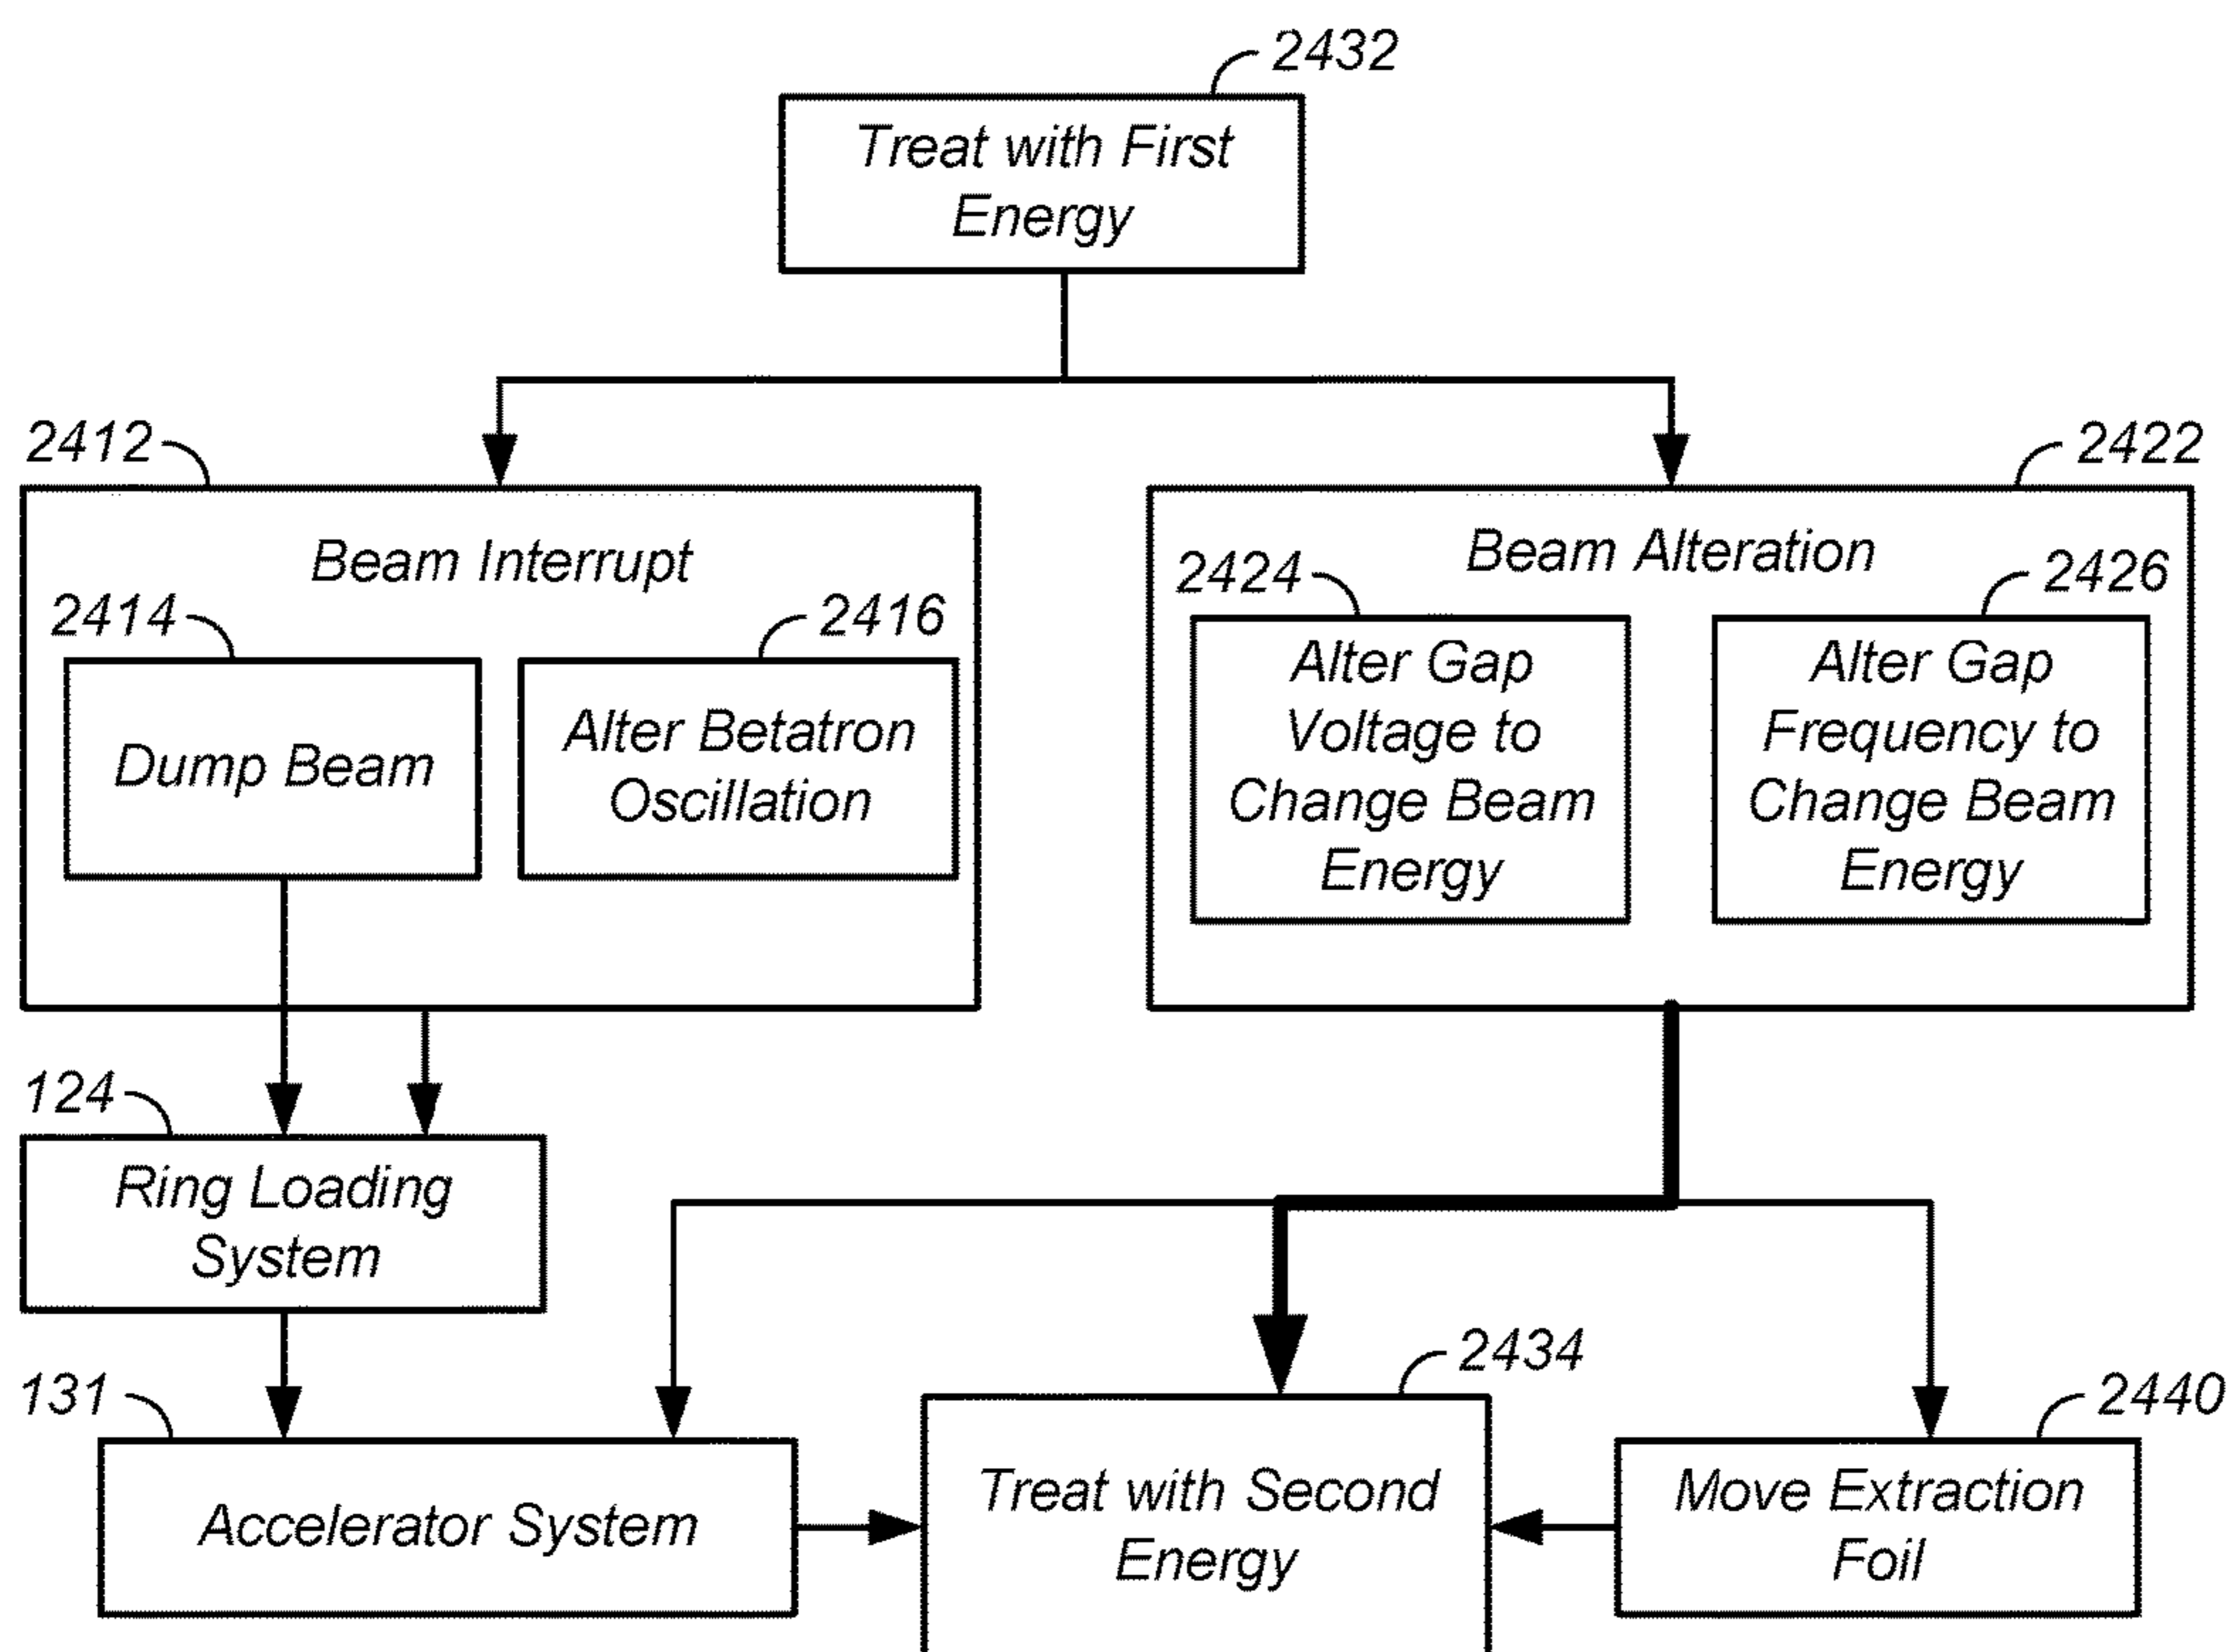 2432
Treat with First
Energy
2412
2422
Beam Interrupt
Beam Alteration
2414
2416
2424
2426
Dump Beam
Alter Betatron
Oscillation
Alter Gap
Voltage to
Change Beam
Energy
Alter Gap
Frequency to
Change Beam
Energy
124
Ring Loading
System
131
Accelerator System
2434
Treat with Second
Energy
2440
Move Extraction
Foil